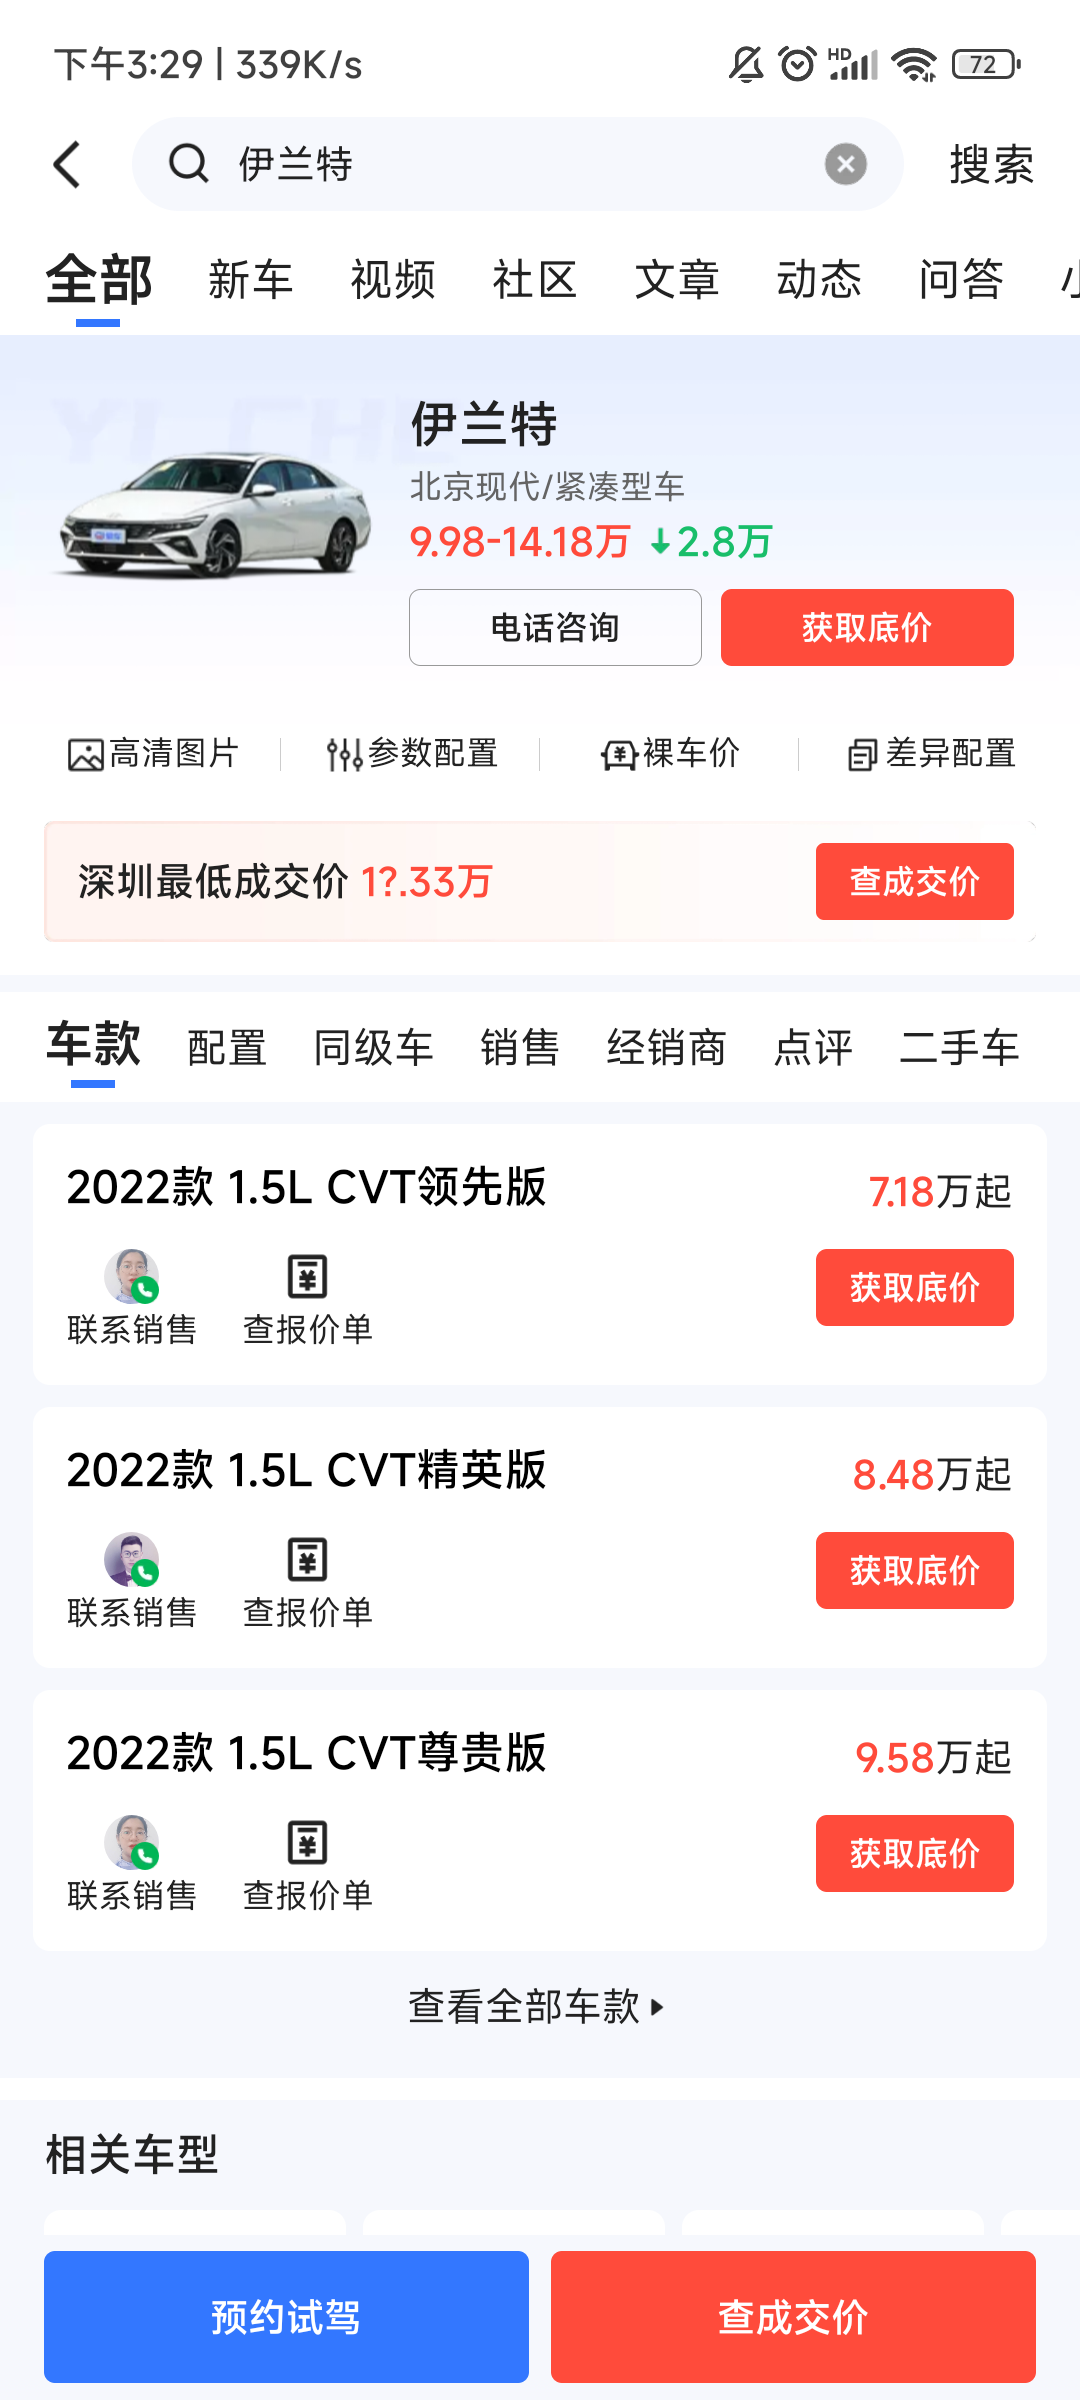 下午3:29 | 339K/s
HD
72
伊兰特
搜索
全部 新车 视频 社区 文章 动态 问答 小
YI CHE
伊兰特
北京现代/紧凑型车
9.98-14.18万 ↓2.8万
电话咨询 获取底价
高清图片 参数配置 裸车价 差异配置
深圳最低成交价 1?.33万 查成交价
车款 配置 同级车 销售 经销商 点评 二手车
2022款 1.5L CVT领先版 7.18万起
联系销售 查报价单 获取底价
2022款 1.5L CVT精英版 8.48万起
联系销售 查报价单 获取底价
2022款 1.5L CVT尊贵版 9.58万起
联系销售 查报价单 获取底价
查看全部车款
相关车型
预约试驾 查成交价